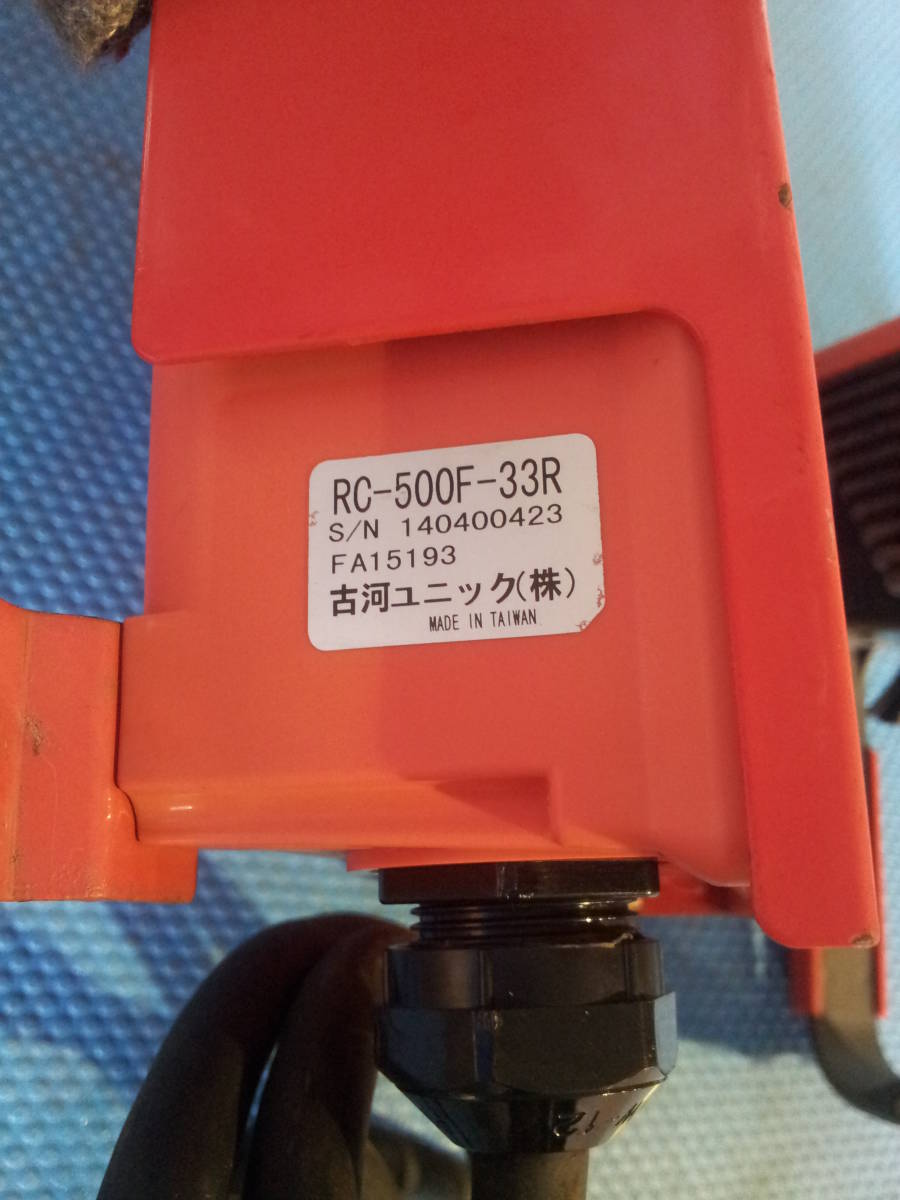 RC-500F-33R
S/N 140400423
FA15193
古河ユニック(株)
MADE IN TAIWAN